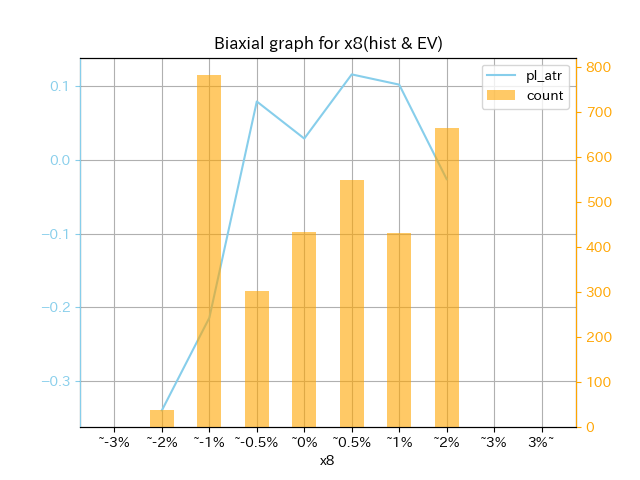 Biaxial graph for x8(hist & EV)
pl_atr
count
0.1
0.0
−0.1
−0.2
−0.3
800
700
600
500
400
300
200
100
0
~-3% ~-2% ~-1% ~-0.5% ~0% ~0.5% ~1% ~2% ~3% 3%~
x8